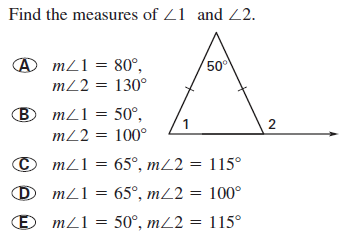 Find the measures of ∠1 and ∠2.
50°
1
2
Ⓐ m∠1 = 80°,
m∠2 = 130°
Ⓑ m∠1 = 50°,
m∠2 = 100°
Ⓒ m∠1 = 65°, m∠2 = 115°
Ⓓ m∠1 = 65°, m∠2 = 100°
Ⓔ m∠1 = 50°, m∠2 = 115°